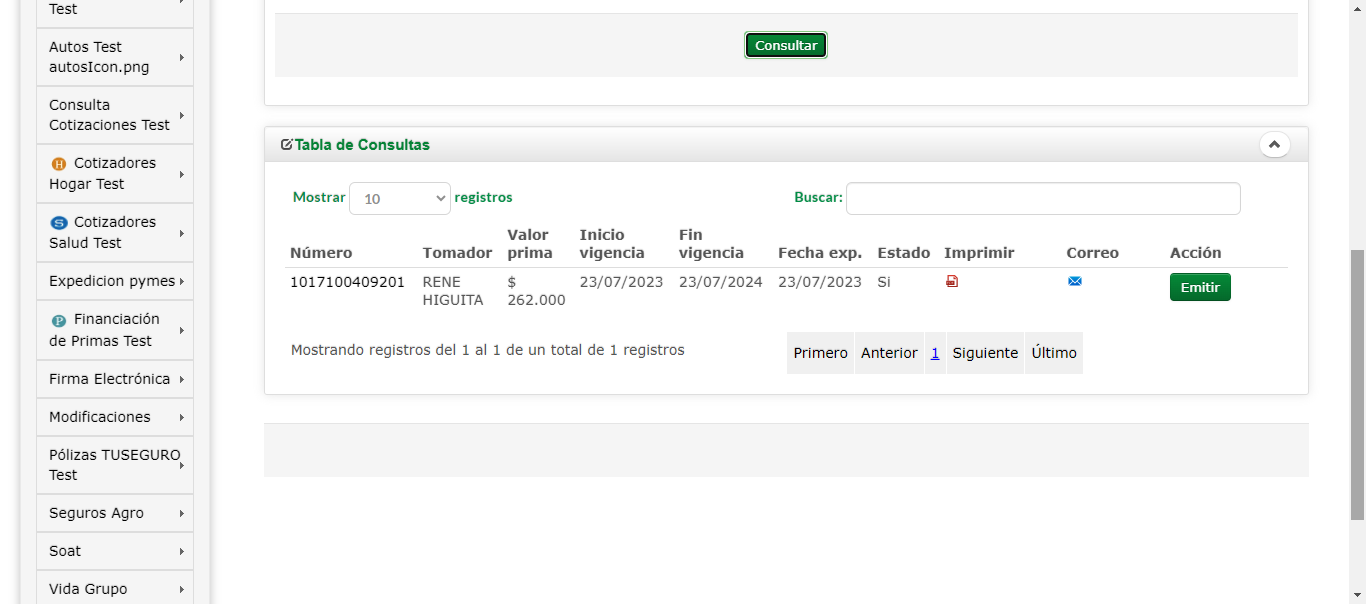 Test
Autos Test
autosIcon.png
Consulta
Cotizaciones Test
H Cotizadores
Hogar Test
S Cotizadores
Salud Test
Expedicion pymes
P Financiación
de Primas Test
Firma Electrónica
Modificaciones
Pólizas TUSEGURO
Test
Seguros Agro
Soat
Vida Grupo
Consultar
Tabla de Consultas
Mostrar 10 registros
Buscar:
Número Tomador Valor prima Inicio vigencia Fin vigencia Fecha exp. Estado Imprimir Correo Acción
1017100409201 RENE HIGUITA $ 262.000 23/07/2023 23/07/2024 23/07/2023 Si Emitir
Mostrando registros del 1 al 1 de un total de 1 registros
Primero Anterior 1 Siguiente Último